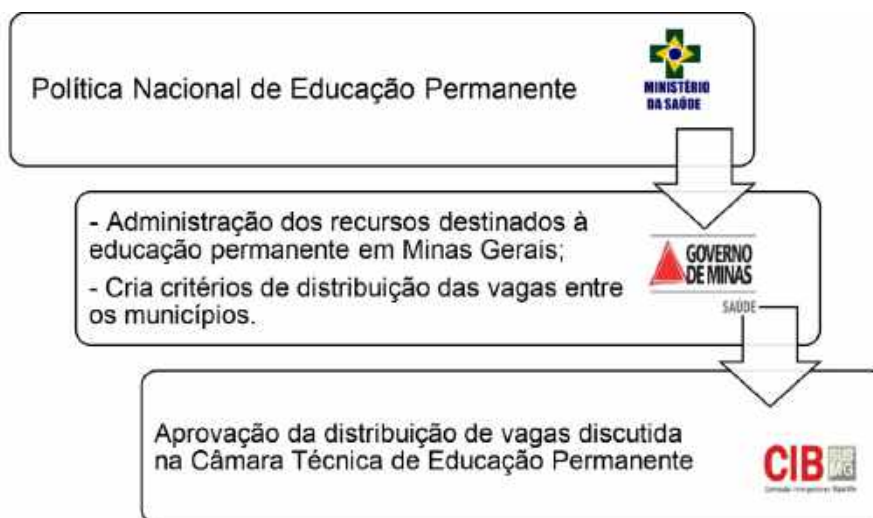 Política Nacional de Educação Permanente
MINISTÉRIO
DA SAÚDE
- Administração dos recursos destinados à
educação permanente em Minas Gerais;
- Cria critérios de distribuição das vagas entre
os municípios.
GOVERNO
DE MINAS
SAÚDE
Aprovação da distribuição de vagas discutida
na Câmara Técnica de Educação Permanente
CIB